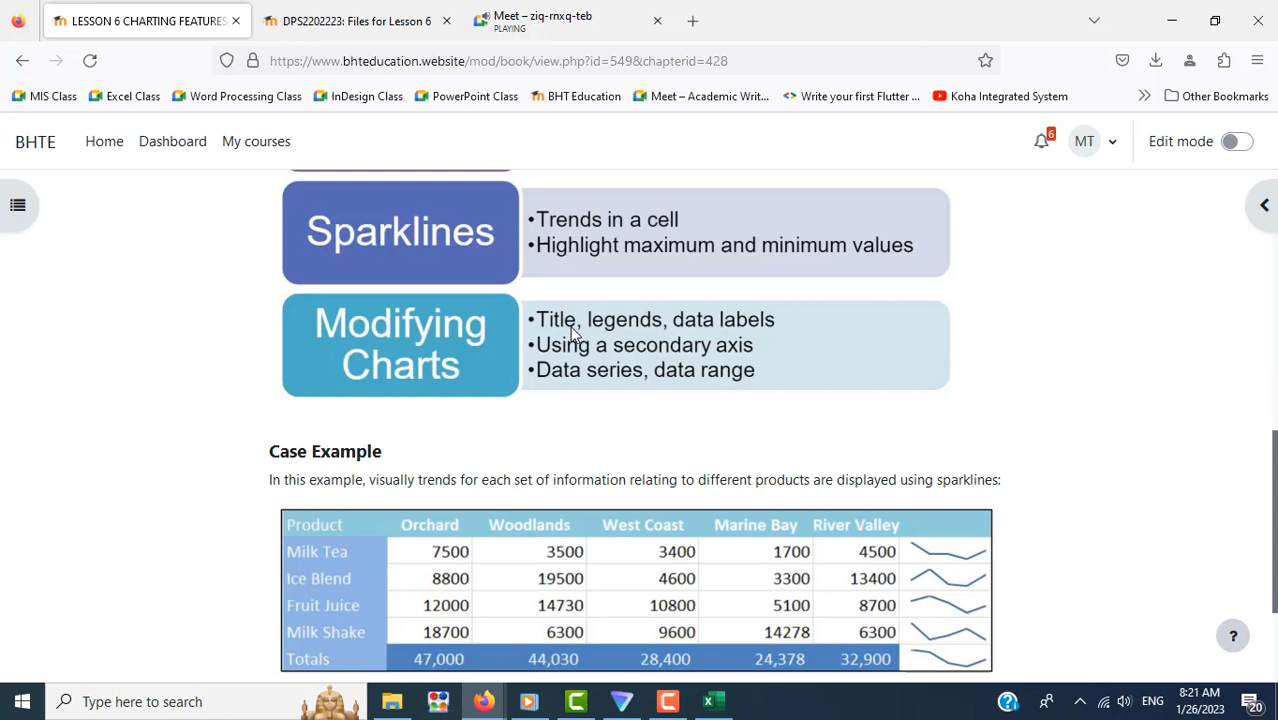 LESSON 6 CHARTING FEATURES
DPS2202223: Files for Lesson 6
Meet – ziq-rnxq-teb
PLAYING
https://www.bhteducation.website/mod/book/view.php?id=549&chapterid=428
MIS Class Excel Class Word Processing Class InDesign Class PowerPoint Class BHT Education Meet – Academic Writ... Write your first Flutter ... Koha Integrated System Other Bookmarks
BHTE Home Dashboard My courses 6 MT Edit mode
Sparklines
•Trends in a cell
•Highlight maximum and minimum values
Modifying
Charts
•Title, legends, data labels
•Using a secondary axis
•Data series, data range
Case Example
In this example, visually trends for each set of information relating to different products are displayed using sparklines:
Product Orchard Woodlands West Coast Marine Bay River Valley
Milk Tea 7500 3500 3400 1700 4500
Ice Blend 8800 19500 4600 3300 13400
Fruit Juice 12000 14730 10800 5100 8700
Milk Shake 18700 6300 9600 14278 6300
Totals 47,000 44,030 28,400 24,378 32,900
?
Type here to search
ENG
8:21 AM
1/26/2023
20